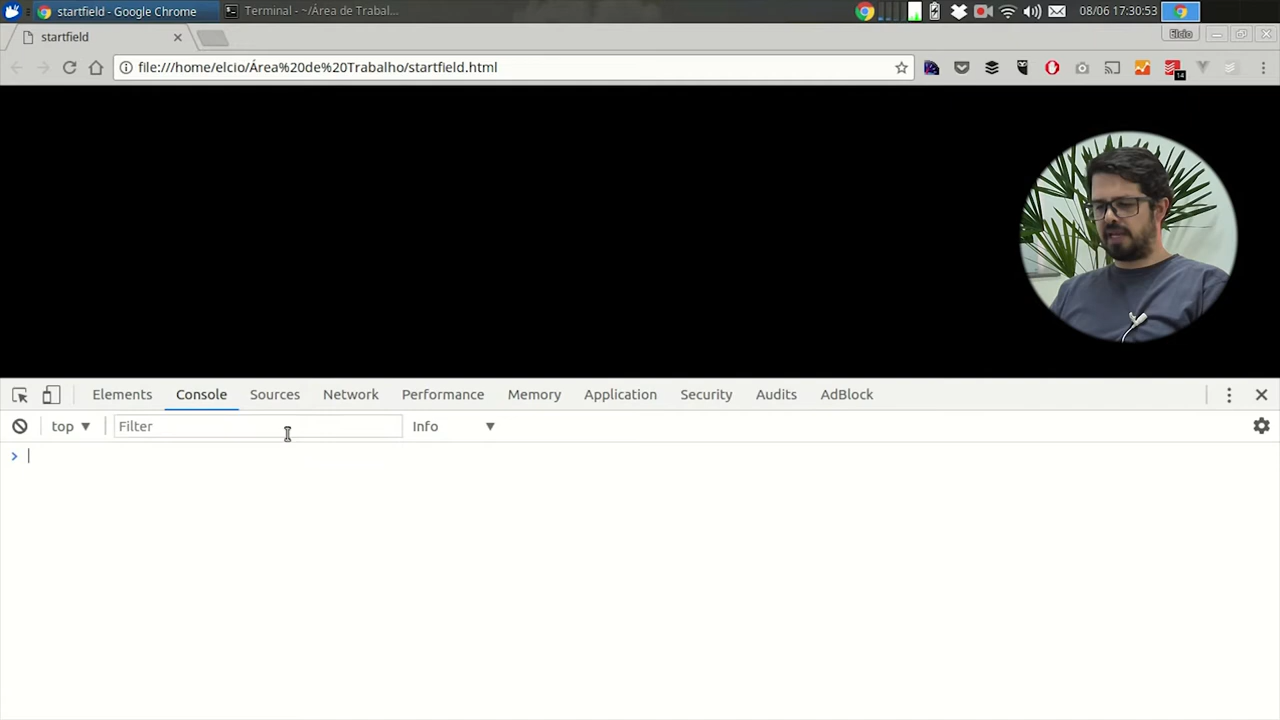 startfield - Google Chrome
Terminal - ~/Área de Trabal...
08/06 17:30:53
startfield
Elcio
file:///home/elcio/Área%20de%20Trabalho/startfield.html
14
Elements Console Sources Network Performance Memory Application Security Audits AdBlock
top ▼ Filter Info ▼
>